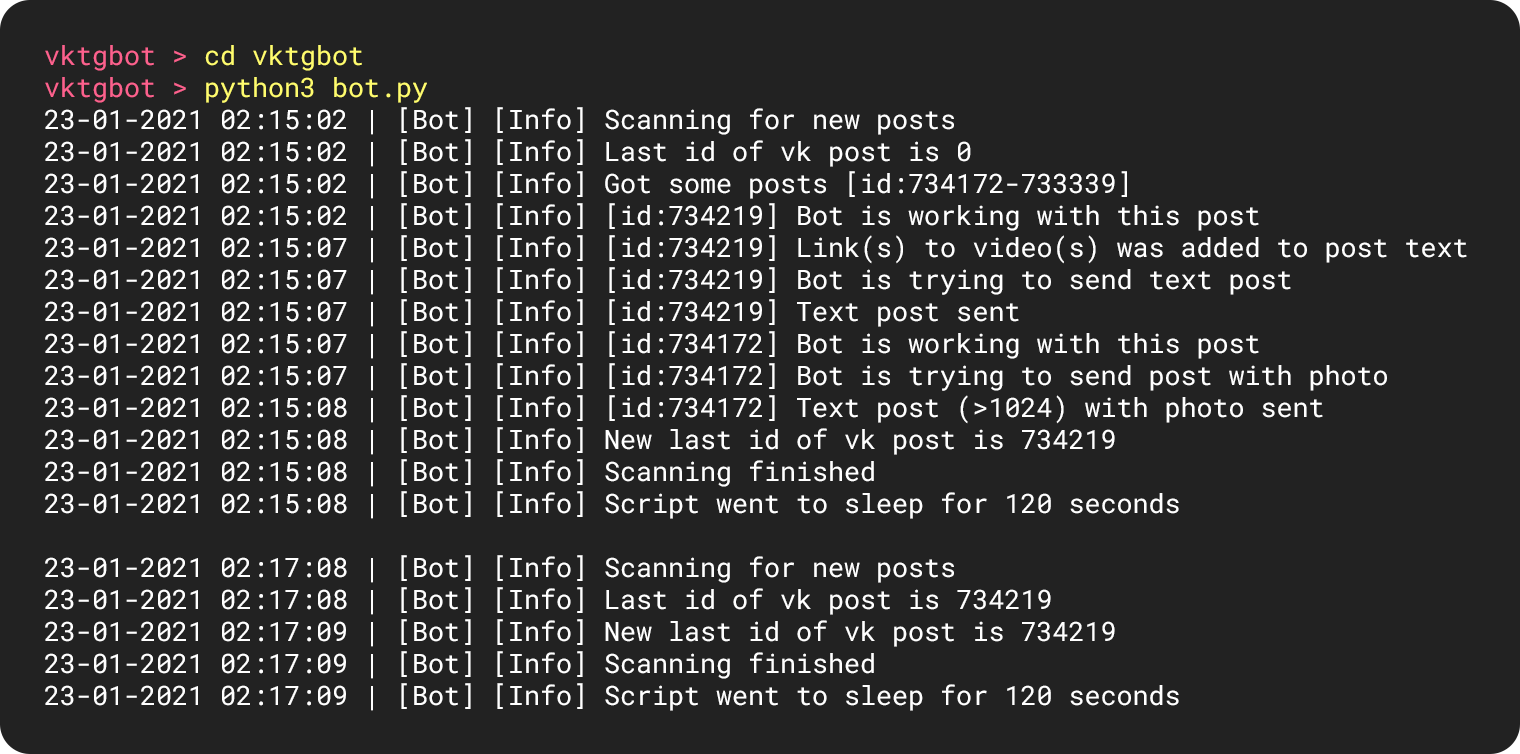 vktgbot > cd vktgbot
vktgbot > python3 bot.py
23-01-2021 02:15:02 | [Bot] [Info] Scanning for new posts
23-01-2021 02:15:02 | [Bot] [Info] Last id of vk post is 0
23-01-2021 02:15:02 | [Bot] [Info] Got some posts [id:734172-733339]
23-01-2021 02:15:02 | [Bot] [Info] [id:734219] Bot is working with this post
23-01-2021 02:15:07 | [Bot] [Info] [id:734219] Link(s) to video(s) was added to post text
23-01-2021 02:15:07 | [Bot] [Info] [id:734219] Bot is trying to send text post
23-01-2021 02:15:07 | [Bot] [Info] [id:734219] Text post sent
23-01-2021 02:15:07 | [Bot] [Info] [id:734172] Bot is working with this post
23-01-2021 02:15:07 | [Bot] [Info] [id:734172] Bot is trying to send post with photo
23-01-2021 02:15:08 | [Bot] [Info] [id:734172] Text post (>1024) with photo sent
23-01-2021 02:15:08 | [Bot] [Info] New last id of vk post is 734219
23-01-2021 02:15:08 | [Bot] [Info] Scanning finished
23-01-2021 02:15:08 | [Bot] [Info] Script went to sleep for 120 seconds
23-01-2021 02:17:08 | [Bot] [Info] Scanning for new posts
23-01-2021 02:17:08 | [Bot] [Info] Last id of vk post is 734219
23-01-2021 02:17:09 | [Bot] [Info] New last id of vk post is 734219
23-01-2021 02:17:09 | [Bot] [Info] Scanning finished
23-01-2021 02:17:09 | [Bot] [Info] Script went to sleep for 120 seconds